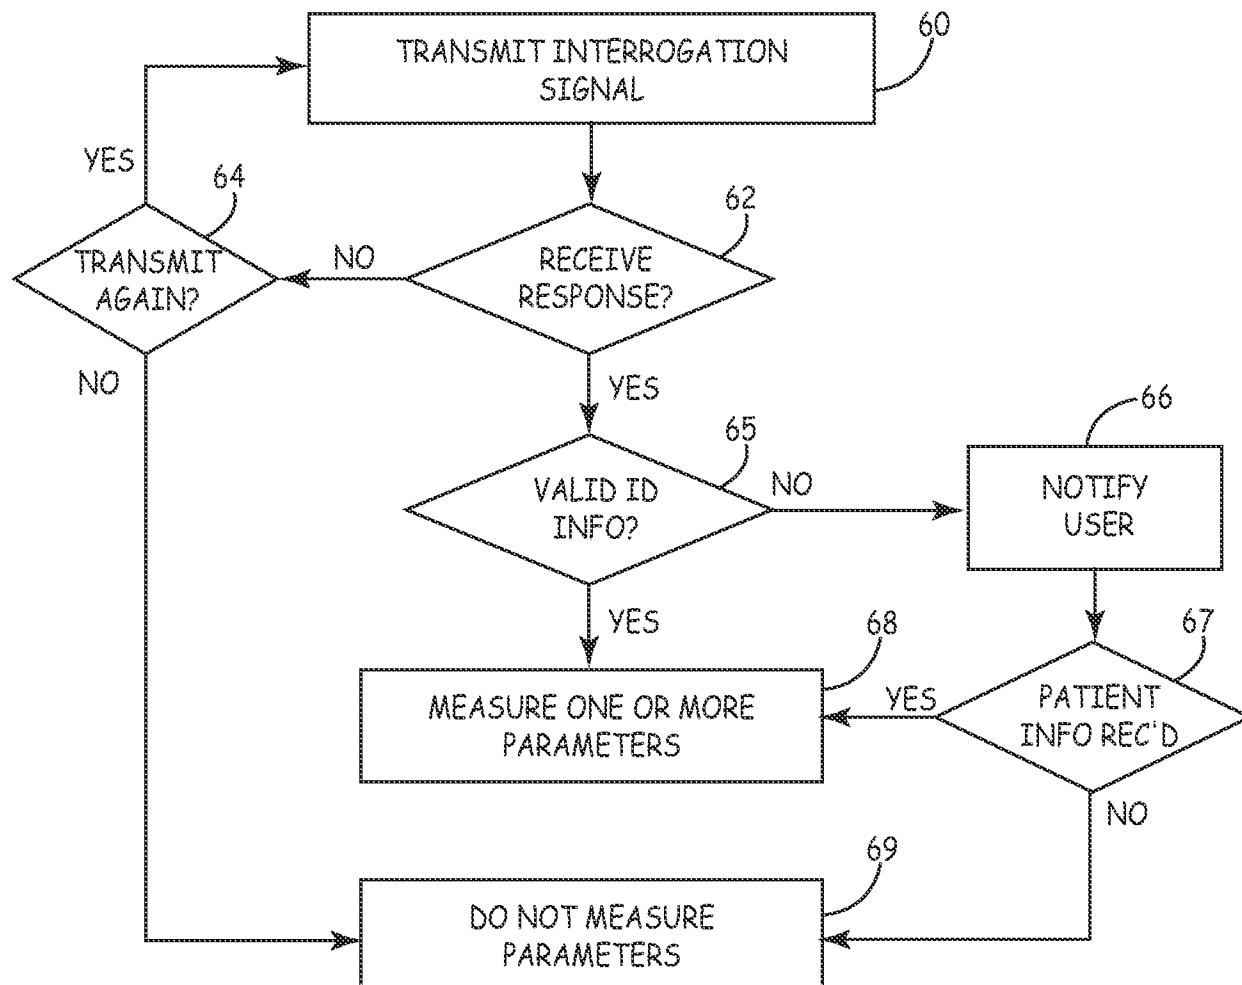 60
TRANSMIT INTERROGATION
SIGNAL
YES
64
62
TRANSMIT
AGAIN?
NO
RECEIVE
RESPONSE?
NO
YES
66
65
VALID ID
INFO?
NO
NOTIFY
USER
YES
68
67
MEASURE ONE OR MORE
PARAMETERS
YES
PATIENT
INFO REC'D
NO
69
DO NOT MEASURE
PARAMETERS